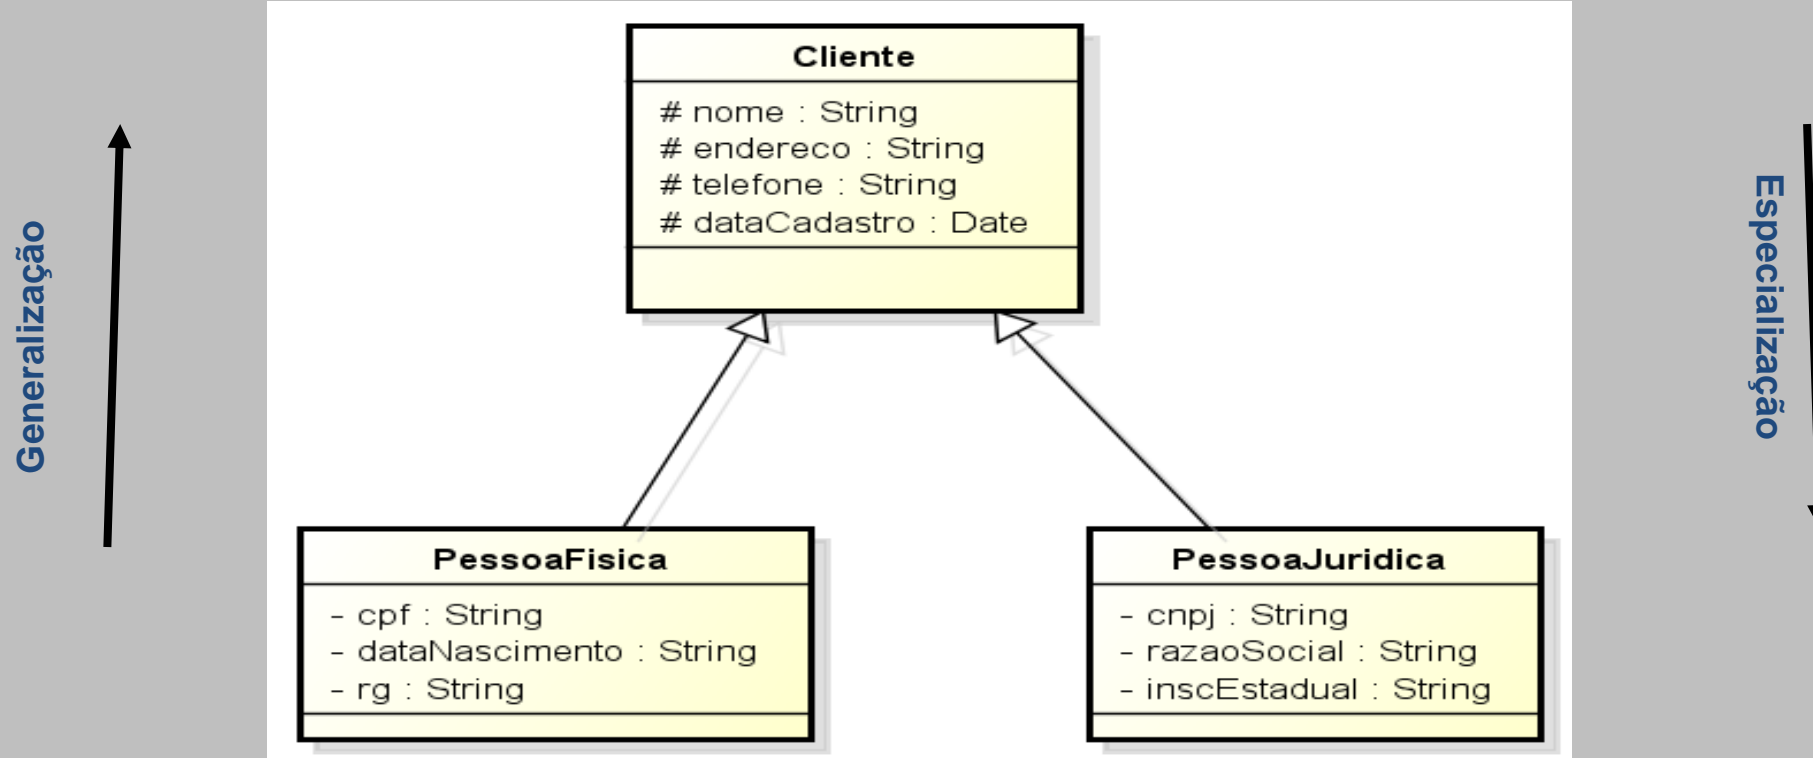 Cliente
# nome : String
# endereco : String
# telefone : String
# dataCadastro : Date
Generalização
Especialização
PessoaFisica
- cpf : String
- dataNascimento : String
- rg : String
PessoaJuridica
- cnpj : String
- razaoSocial : String
- inscEstadual : String